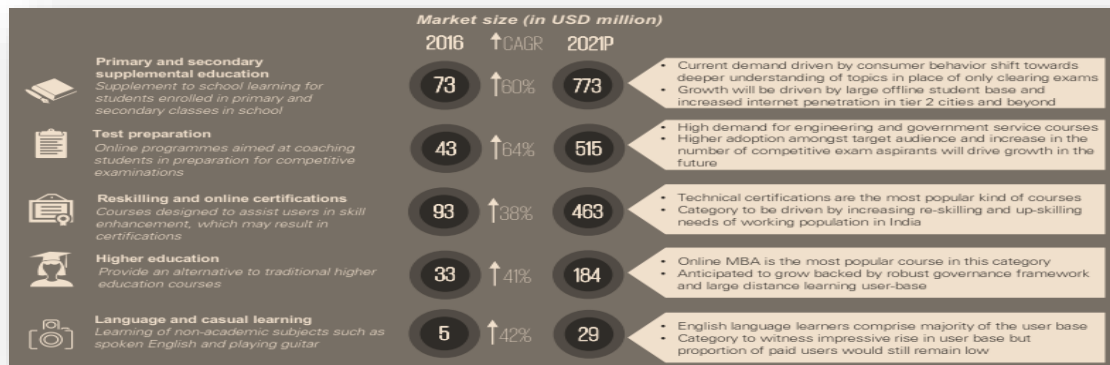 Market size (in USD million)
2016 CAGR 2021P
Primary and secondary
supplemental education
Supplement to school learning for
students enrolled in primary and
secondary classes in school
73
60%
773
• Current demand driven by consumer behavior shift towards
deeper understanding of topics in place of only clearing exams
• Growth will be driven by large offline student base and
increased internet penetration in tier 2 cities and beyond
Test preparation
Online programmes aimed at coaching
students in preparation for competitive
examinations
43
64%
515
• High demand for engineering and government service courses
• Higher adoption amongst target audience and increase in the
number of competitive exam aspirants will drive growth in the
future
Reskilling and online certifications
Courses designed to assist users in skill
enhancement, which may result in
certifications
93
38%
463
• Technical certifications are the most popular kind of courses
• Category to be driven by increasing re-skilling and up-skilling
needs of working population in India
Higher education
Provide an alternative to traditional higher
education courses
33
41%
184
• Online MBA is the most popular course in this category
• Anticipated to grow backed by robust governance framework
and large distance learning user-base
Language and casual learning
Learning of non-academic subjects such as
spoken English and playing guitar
5
42%
29
• English language learners comprise majority of the user base
• Category to witness impressive rise in user base but
proportion of paid users would still remain low